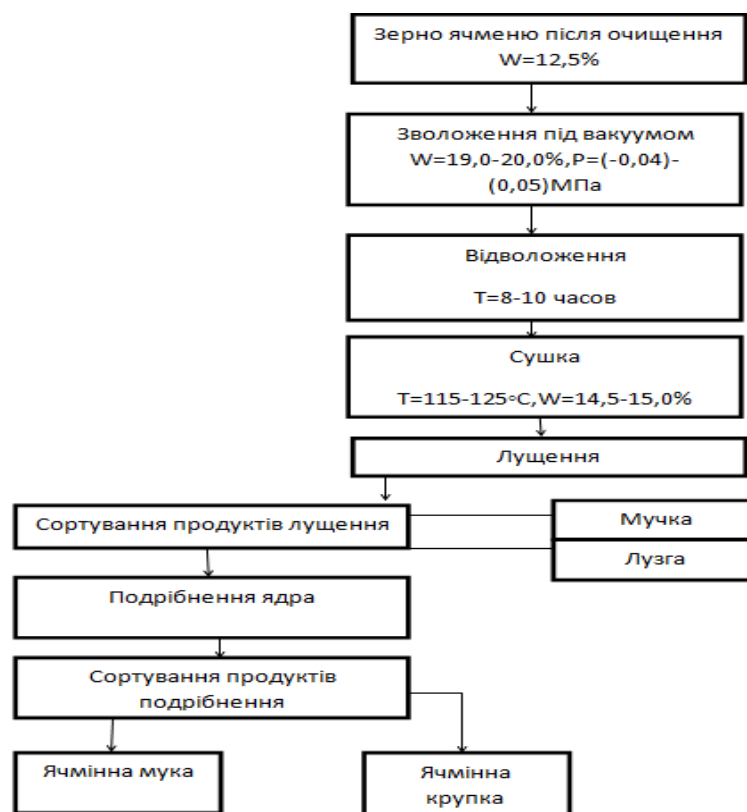 Зерно ячменю після очищення
W=12,5%
Зволоження під вакуумом
W=19,0-20,0%,P=(-0,04)-
(0,05)МПа
Відволоження
T=8-10 часов
Сушка
T=115-125°C,W=14,5-15,0%
Лущення
Сортування продуктів лущення
Мучка
Лузга
Подрібнення ядра
Сортування продуктів
подрібнення
Ячмінна мука
Ячмінна
крупка